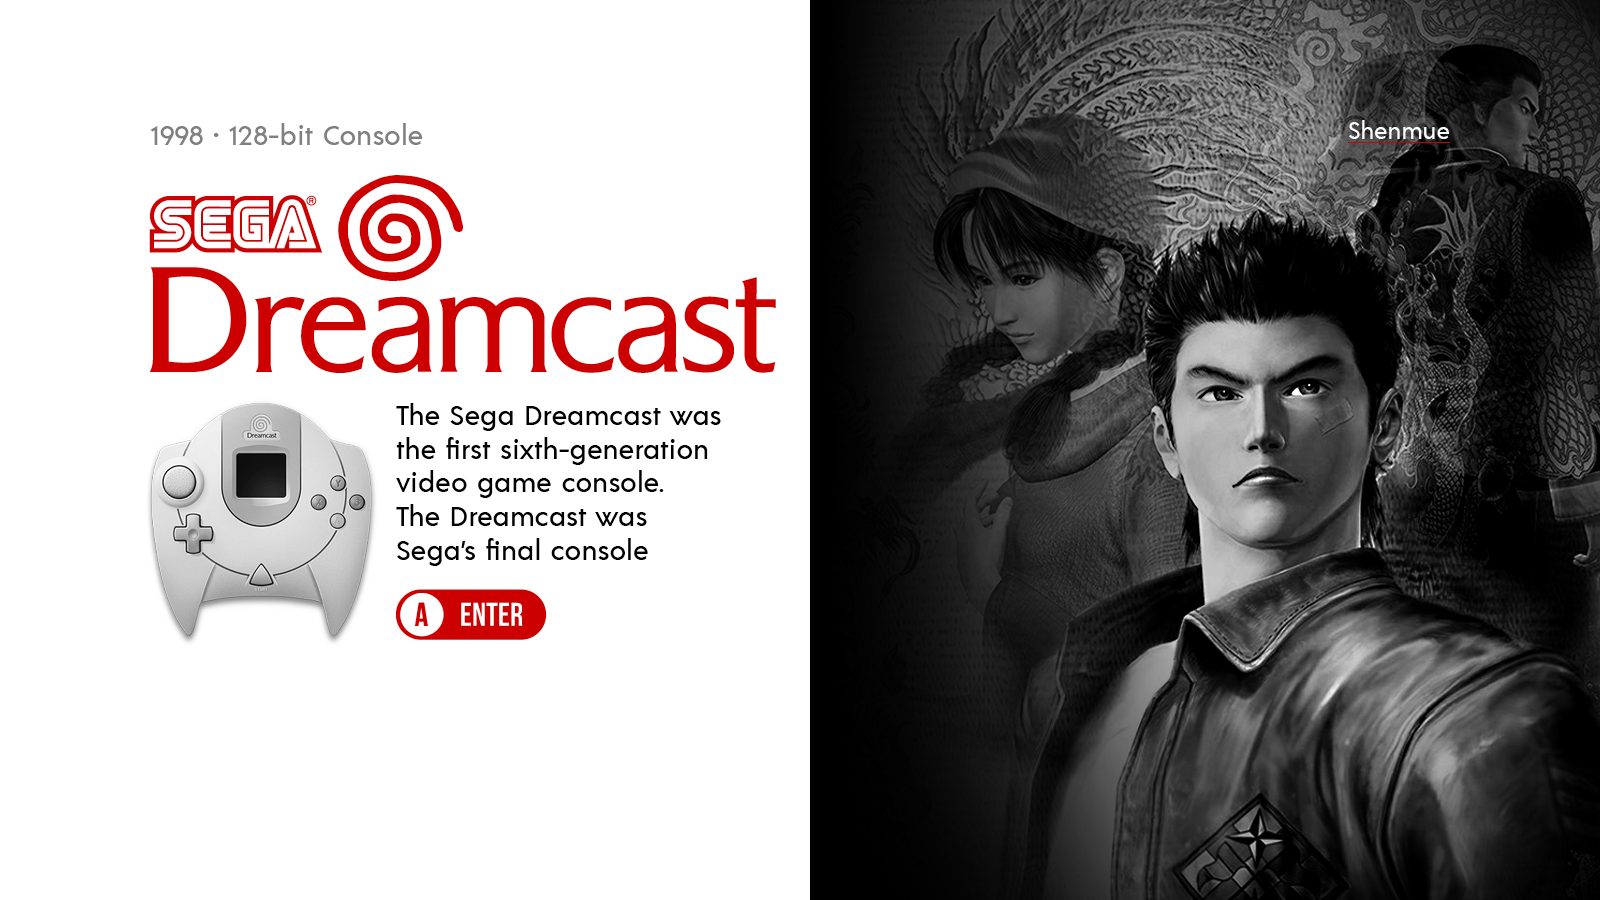 1998 · 128-bit Console
SEGA®
Dreamcast
Dreamcast
Y
The Sega Dreamcast was
the first sixth-generation
video game console.
The Dreamcast was
Sega's final console
A ENTER
Shenmue